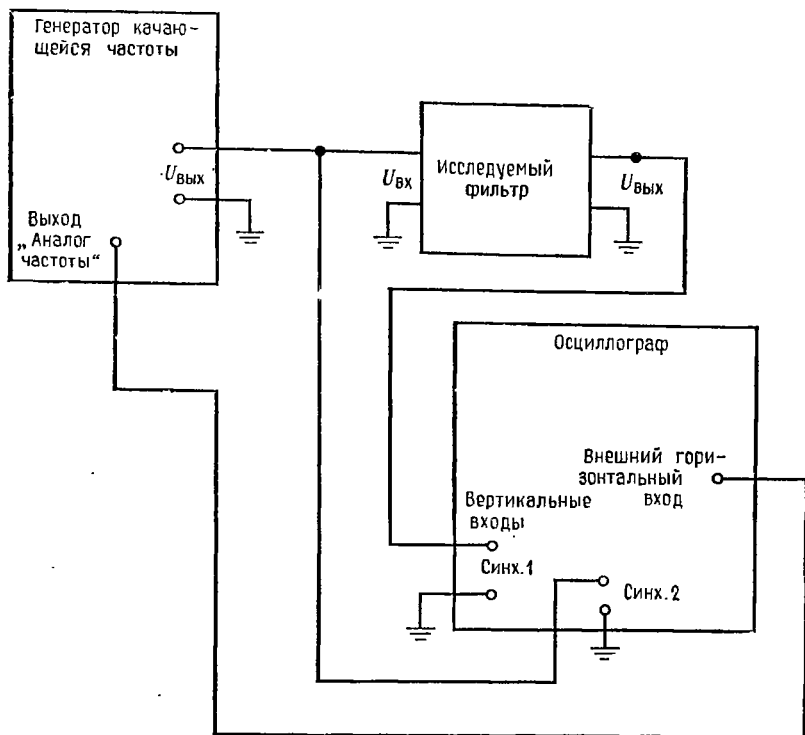 Генератор качаю-
щейся частоты
Uвых
Выход
„Аналог
частоты“
Uвх
Исследуемый
фильтр
Uвых
Осциллограф
Внешний гори-
зонтальный
вход
Вертикальные
входы
Синх.1
Синх.2